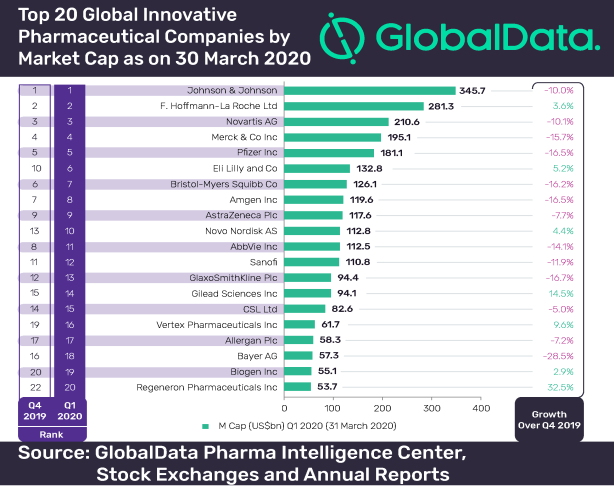 Top 20 Global Innovative
Pharmaceutical Companies by
Market Cap as on 30 March 2020
GlobalData.
1 1 Johnson & Johnson 345.7 -10.0%
2 2 F. Hoffmann-La Roche Ltd 281.3 3.6%
3 3 Novartis AG 210.6 -10.1%
4 4 Merck & Co Inc 195.1 -15.7%
5 5 Pfizer Inc 181.1 -16.5%
10 6 Eli Lilly and Co 132.8 5.2%
6 7 Bristol-Myers Squibb Co 126.1 -16.2%
7 8 Amgen Inc 119.6 -16.5%
9 9 AstraZeneca Plc 117.6 -7.7%
13 10 Novo Nordisk AS 112.8 4.4%
8 11 AbbVie Inc 112.5 -14.1%
11 12 Sanofi 110.8 -11.9%
12 13 GlaxoSmithKline Plc 94.4 -16.7%
15 14 Gilead Sciences Inc 94.1 14.5%
14 15 CSL Ltd 82.6 -5.0%
19 16 Vertex Pharmaceuticals Inc 61.7 9.6%
17 17 Allergan Plc 58.3 -7.2%
16 18 Bayer AG 57.3 -28.5%
20 19 Biogen Inc 55.1 2.9%
22 20 Regeneron Pharmaceuticals Inc 53.7 32.5%
0 100 200 300 400
Q4 2019
Q1 2020
Rank
M Cap (US$bn) Q1 2020 (31 March 2020)
Growth
Over Q4 2019
Source: GlobalData Pharma Intelligence Center,
Stock Exchanges and Annual Reports